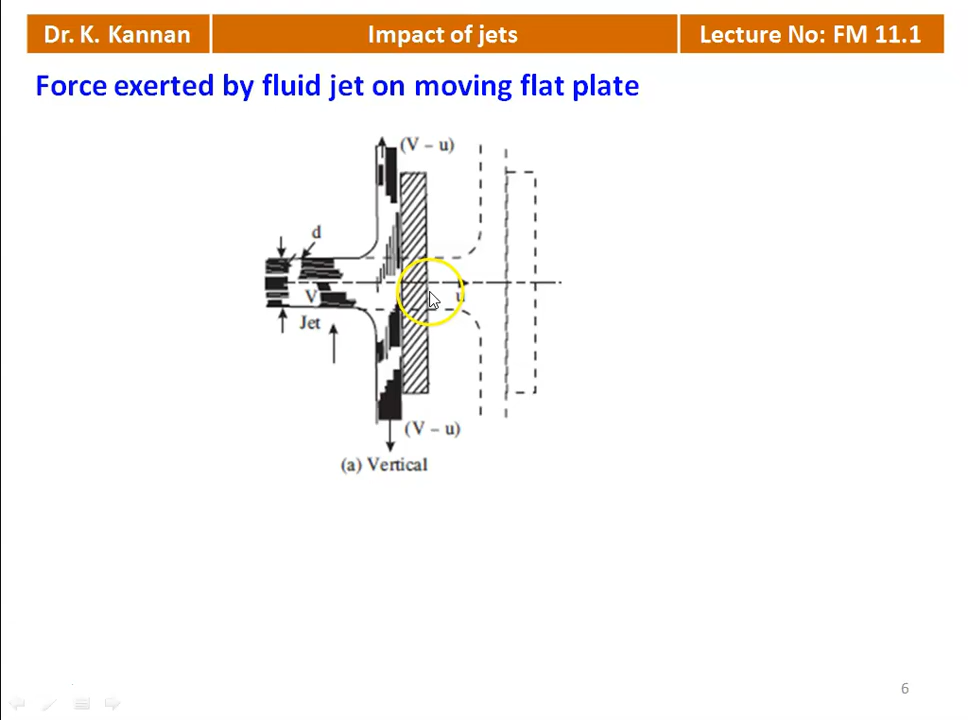 Dr. K. Kannan Impact of jets Lecture No: FM 11.1
Force exerted by fluid jet on moving flat plate
(V – u)
d
V u
Jet
(V – u)
(a) Vertical
6